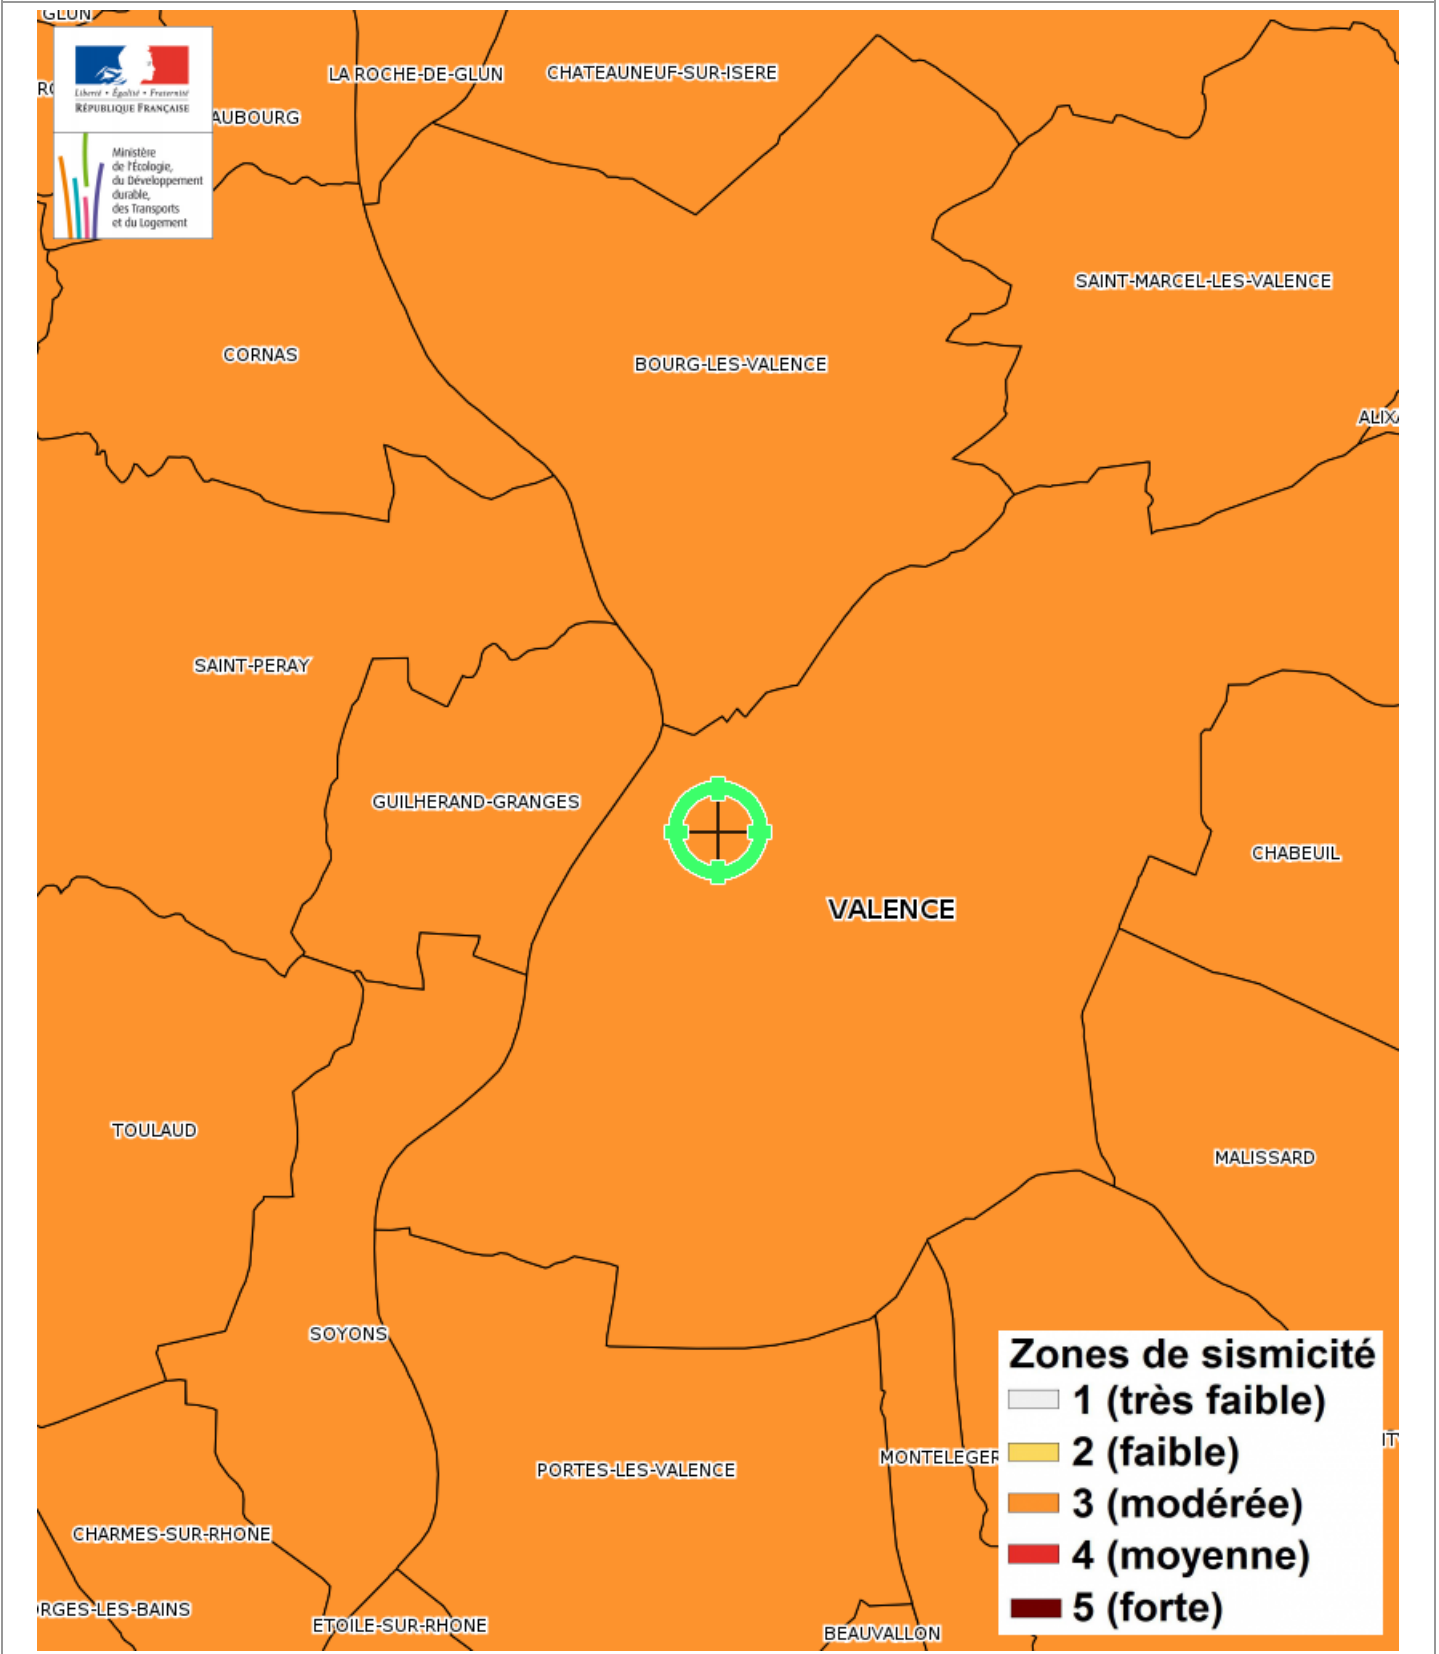 GLUN
LA ROCHE-DE-GLUN
CHATEAUNEUF-SUR-ISERE
Liberté • Égalité • Fraternité
RÉPUBLIQUE FRANÇAISE
AUBOURG
Ministère
de l'Écologie,
du Développement
durable,
des Transports
et du Logement
SAINT-MARCEL-LES-VALENCE
CORNAS
BOURG-LES-VALENCE
ALIXA
SAINT-PERAY
GUILHERAND-GRANGES
CHABEUIL
VALENCE
TOULAUD
MALISSARD
SOYONS
Zones de sismicité
1 (très faible)
2 (faible)
3 (modérée)
4 (moyenne)
5 (forte)
MONTELEGER
PORTES-LES-VALENCE
CHARMES-SUR-RHONE
ORGES-LES-BAINS
ETOILE-SUR-RHONE
BEAUVALLON